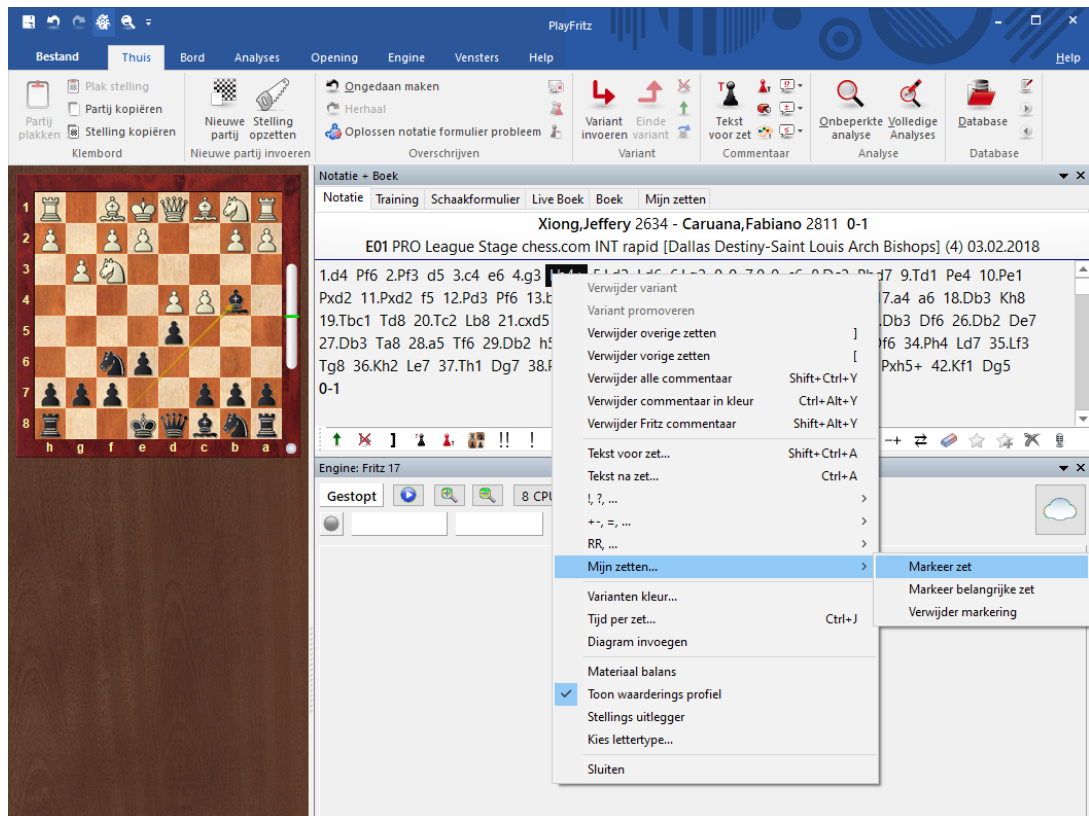 PlayFritz
Bestand Thuis Bord Analyses Opening Engine Vensters Help Help
Partij plakken
Plak stelling
Partij kopiëren
Stelling kopiëren
Klembord
Nieuwe partij
Stelling opzetten
Nieuwe partij invoeren
Ongedaan maken
Herhaal
Oplossen notatie formulier probleem
Overschrijven
Variant invoeren
Einde variant
Variant
Tekst voor zet
Commentaar
Onbeperkte analyse
Volledige Analyses
Analyse
Database
Database
1
2
3
4
5
6
7
8
h g f e d c b a
Notatie + Boek
Notatie Training Schaakformulier Live Boek Boek Mijn zetten
Xiong,Jeffery 2634 - Caruana,Fabiano 2811 0-1
E01 PRO League Stage chess.com INT rapid [Dallas Destiny-Saint Louis Arch Bishops] (4) 03.02.2018
1.d4 Pf6 2.Pf3 d5 3.c4 e6 4.g3 9.Td1 Pe4 10.Pe1
Pxd2 11.Pxd2 f5 12.Pd3 Pf6 17.a4 a6 18.Db3 Kh8
19.Tbc1 Td8 20.Tc2 Lb8 21.cxd5 Db3 Df6 26.Db2 De7
27.Db3 Ta8 28.a5 Tf6 29.Db2 34.Ph4 Ld7 35.Lf3
Tg8 36.Kh2 Le7 37.Th1 Dg7 Pxh5+ 42.Kf1 Dg5
0-1
] !! ! −+
Engine: Fritz 17
Gestopt 8 CPU
Verwijder variant
Variant promoveren
Verwijder overige zetten ]
Verwijder vorige zetten [
Verwijder alle commentaar Shift+Ctrl+Y
Verwijder commentaar in kleur Ctrl+Alt+Y
Verwijder Fritz commentaar Shift+Alt+Y
Tekst voor zet... Shift+Ctrl+A
Tekst na zet... Ctrl+A
!, ?, ...
+-, =, ...
RR, ...
Mijn zetten...
Varianten kleur...
Tijd per zet... Ctrl+J
Diagram invoegen
Materiaal balans
Toon waarderings profiel
Stellings uitlegger
Kies lettertype...
Sluiten
Markeer zet
Markeer belangrijke zet
Verwijder markering